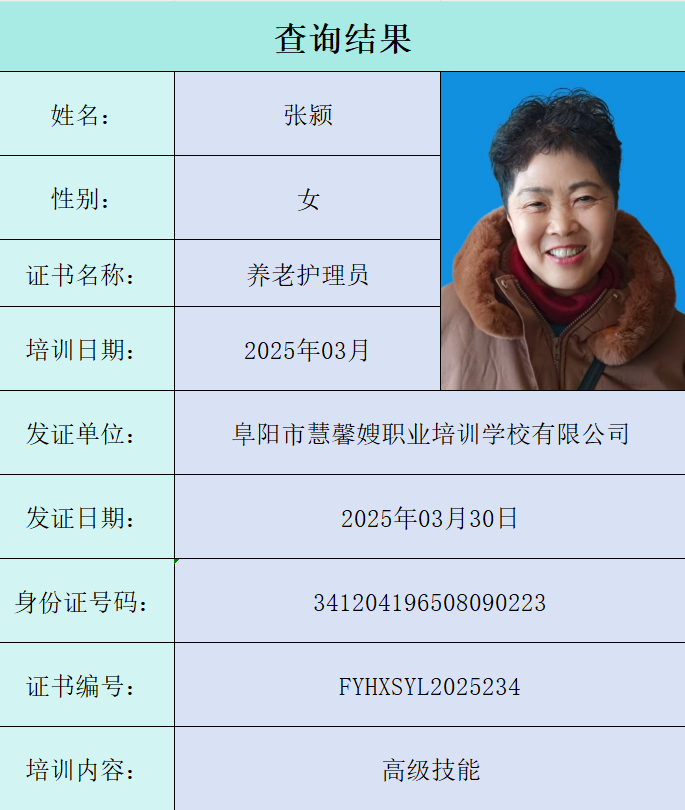 查询结果
姓名： 张颍
性别： 女
证书名称： 养老护理员
培训日期： 2025年03月
发证单位： 阜阳市慧馨嫂职业培训学校有限公司
发证日期： 2025年03月30日
身份证号码： 341204196508090223
证书编号： FYHXSYL2025234
培训内容： 高级技能